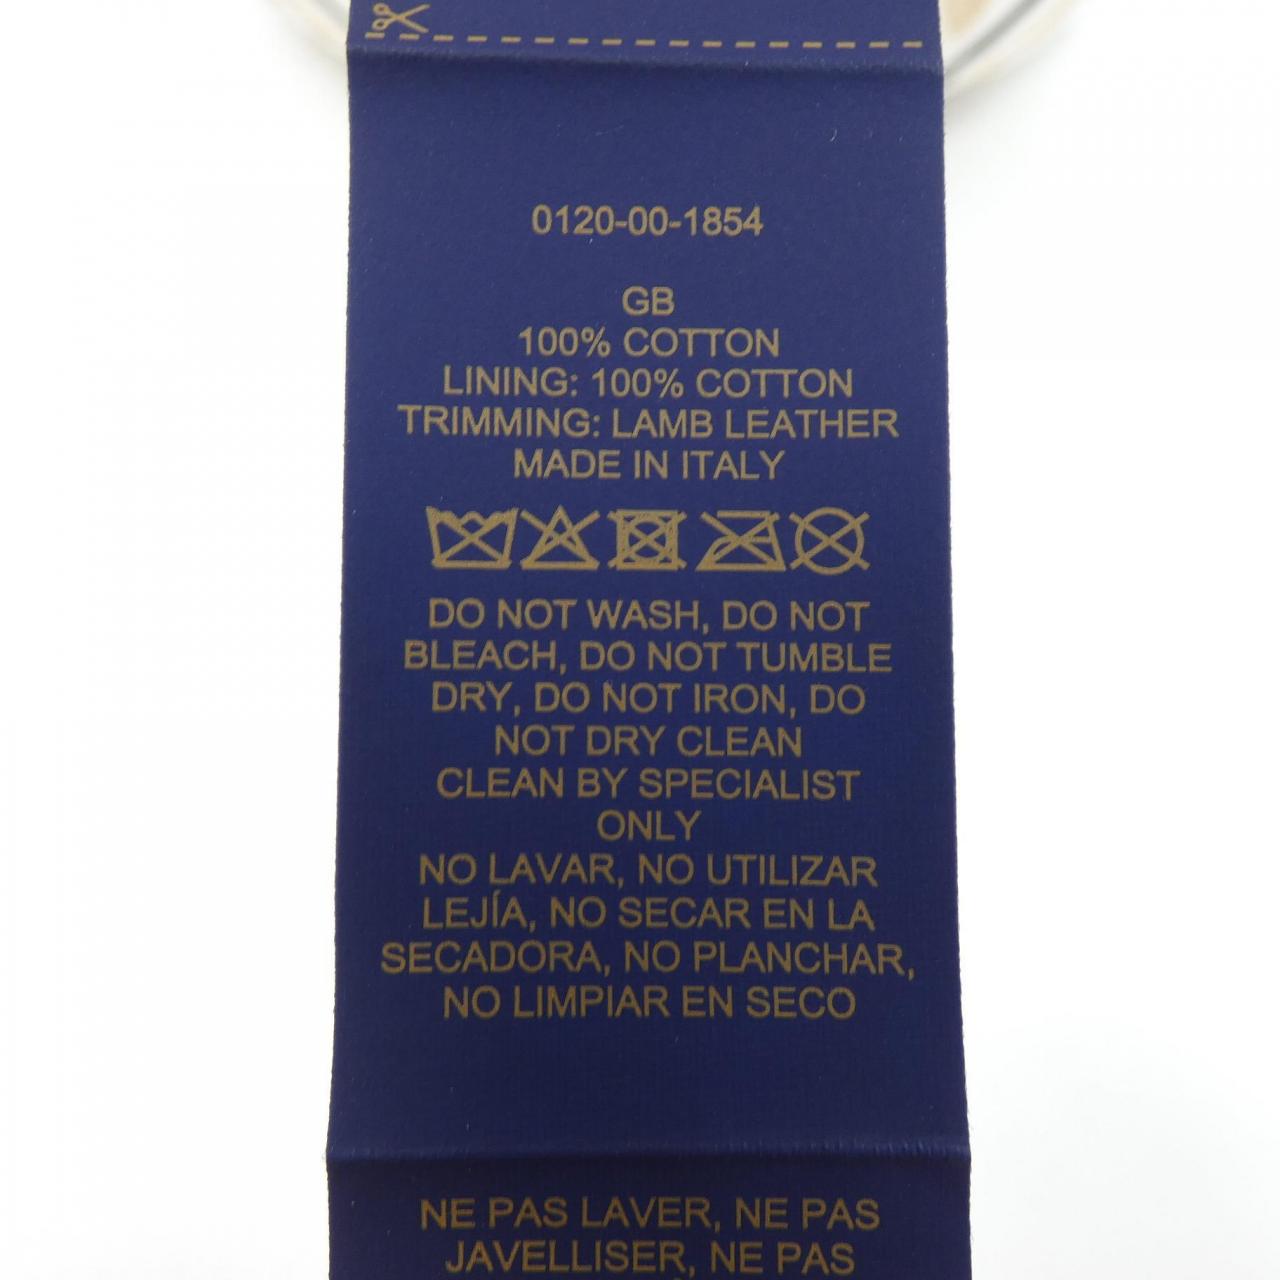 0120-00-1854
GB
100% COTTON
LINING: 100% COTTON
TRIMMING: LAMB LEATHER
MADE IN ITALY
DO NOT WASH, DO NOT
BLEACH, DO NOT TUMBLE
DRY, DO NOT IRON, DO
NOT DRY CLEAN
CLEAN BY SPECIALIST
ONLY
NO LAVAR, NO UTILIZAR
LEJÍA, NO SECAR EN LA
SECADORA, NO PLANCHAR,
NO LIMPIAR EN SECO
NE PAS LAVER, NE PAS
JAVELLISER, NE PAS